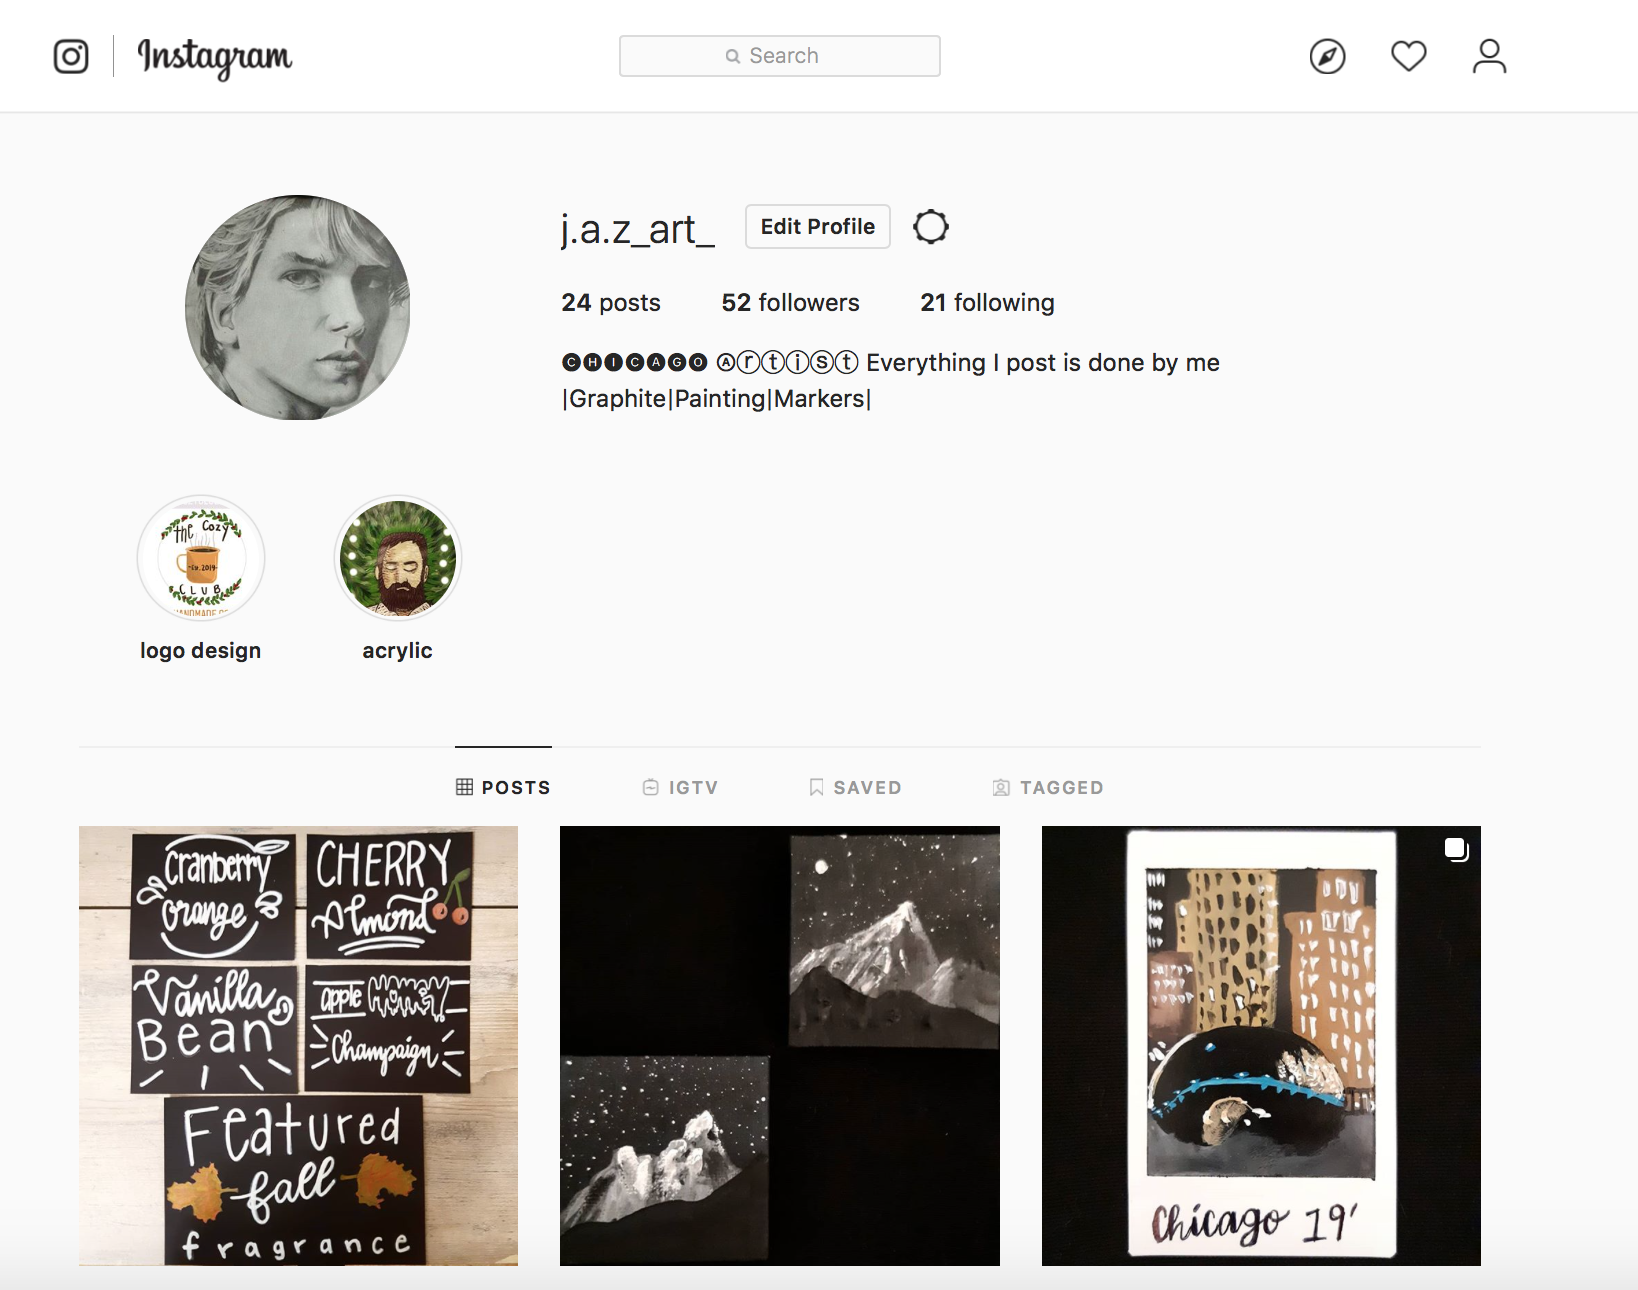 Instagram
Search
j.a.z_art_ Edit Profile
24 posts 52 followers 21 following
🅒🅗🅘🅒🅐🅖🅞 Ⓐⓡⓣⓘⓢⓣ Everything I post is done by me
|Graphite|Painting|Markers|
the Cozy
Est. 2019
CLUB
logo design acrylic
POSTS IGTV SAVED TAGGED
Cranberry
Orange
CHERRY
Almond
Vanilla
Bean
apple HONEY
Champaign
Featured
fall
fragrance
Chicago 19'